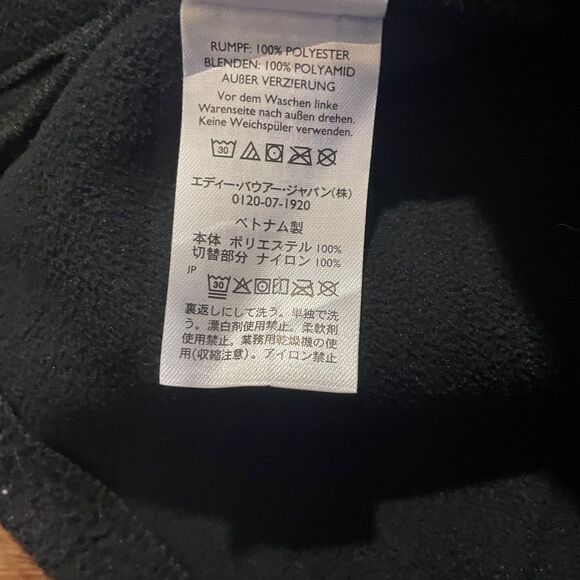 RUMPF: 100% POLYESTER
BLENDEN: 100% POLYAMID
AUßER VERZIERUNG
Vor dem Waschen linke
Warenseite nach außen drehen.
Keine Weichspüler verwenden.
30
エディー・バウアー・ジャパン(株)
0120-07-1920
ベトナム製
本体 ポリエステル 100%
切替部分 ナイロン 100%
JP
30
裏返しにして洗う。単独で洗
う。漂白剤使用禁止。柔軟剤
使用禁止。業務用乾燥機の使
用(収縮注意)。アイロン禁止